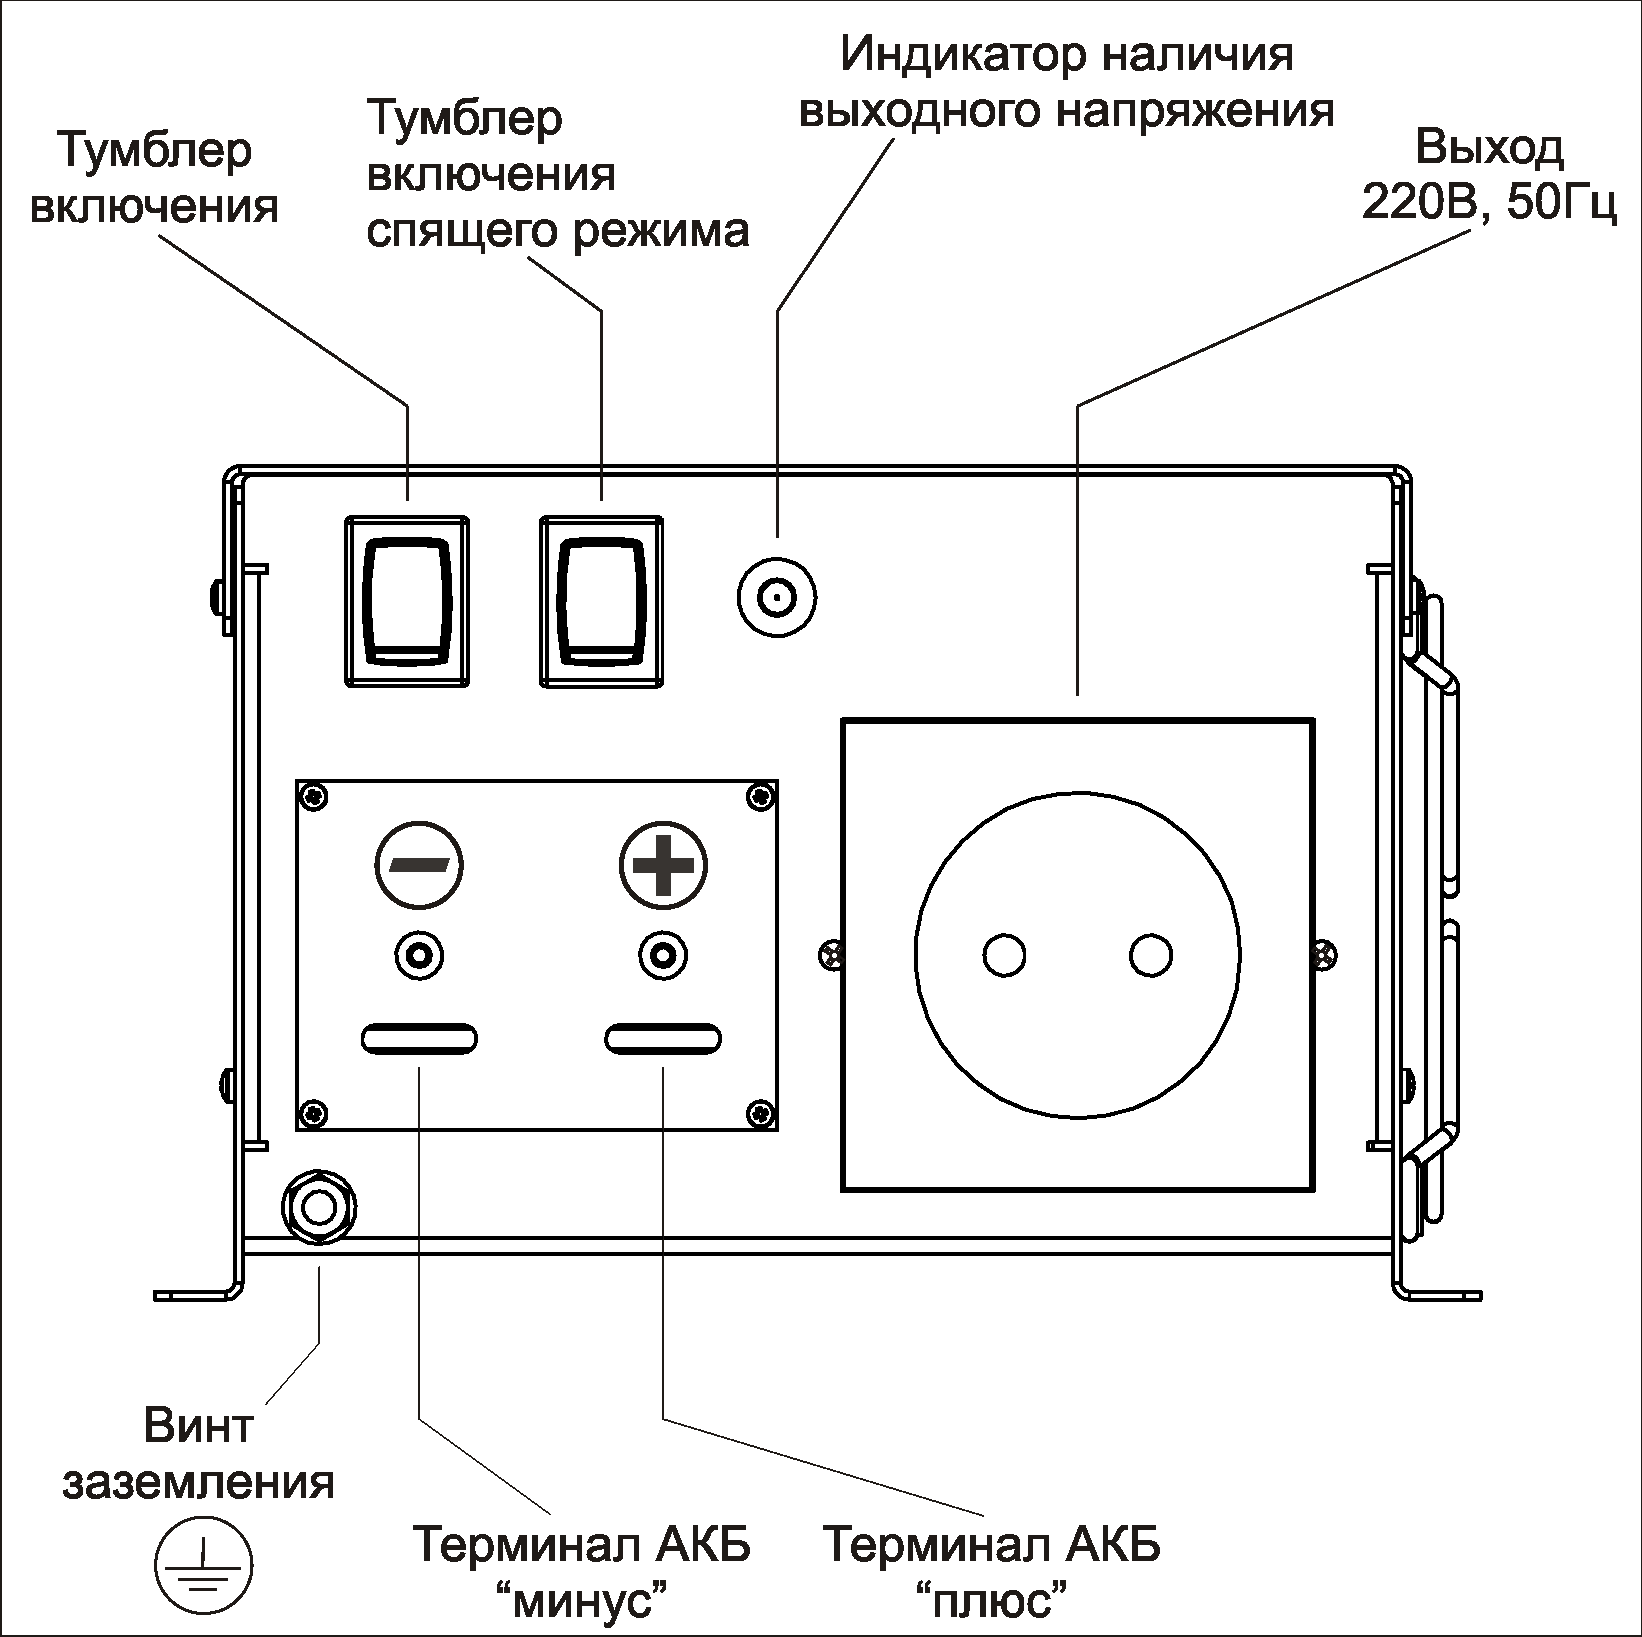 Индикатор наличия
выходного напряжения
Тумблер
включения
спящего режима
Тумблер
включения
Выход
220В, 50Гц
Винт
заземления
Терминал АКБ
“минус”
Терминал АКБ
“плюс”